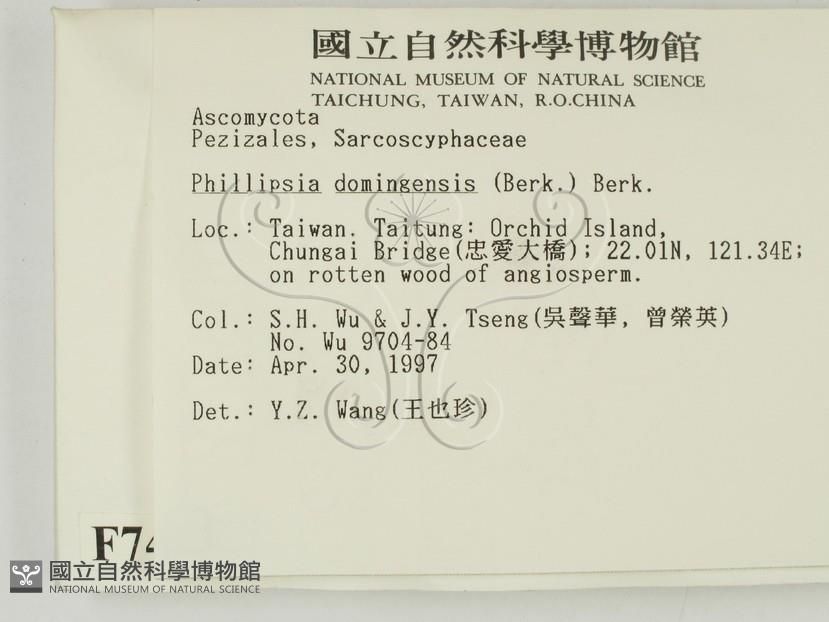 國立自然科學博物館
NATIONAL MUSEUM OF NATURAL SCIENCE
TAICHUNG, TAIWAN, R.O.CHINA
Ascomycota
Pezizales, Sarcoscyphaceae
Phillipsia domingensis (Berk.) Berk.
Loc.: Taiwan. Taitung: Orchid Island,
Chungai Bridge(忠愛大橋); 22.01N, 121.34E;
on rotten wood of angiosperm.
Col.: S.H. Wu & J.Y. Tseng(吳聲華, 曾榮英)
No. Wu 9704-84
Date: Apr. 30, 1997
Det.: Y.Z. Wang(王也珍)
F74
國立自然科學博物館
NATIONAL MUSEUM OF NATURAL SCIENCE